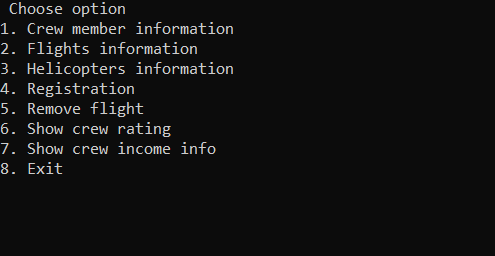 Choose option
1. Crew member information
2. Flights information
3. Helicopters information
4. Registration
5. Remove flight
6. Show crew rating
7. Show crew income info
8. Exit